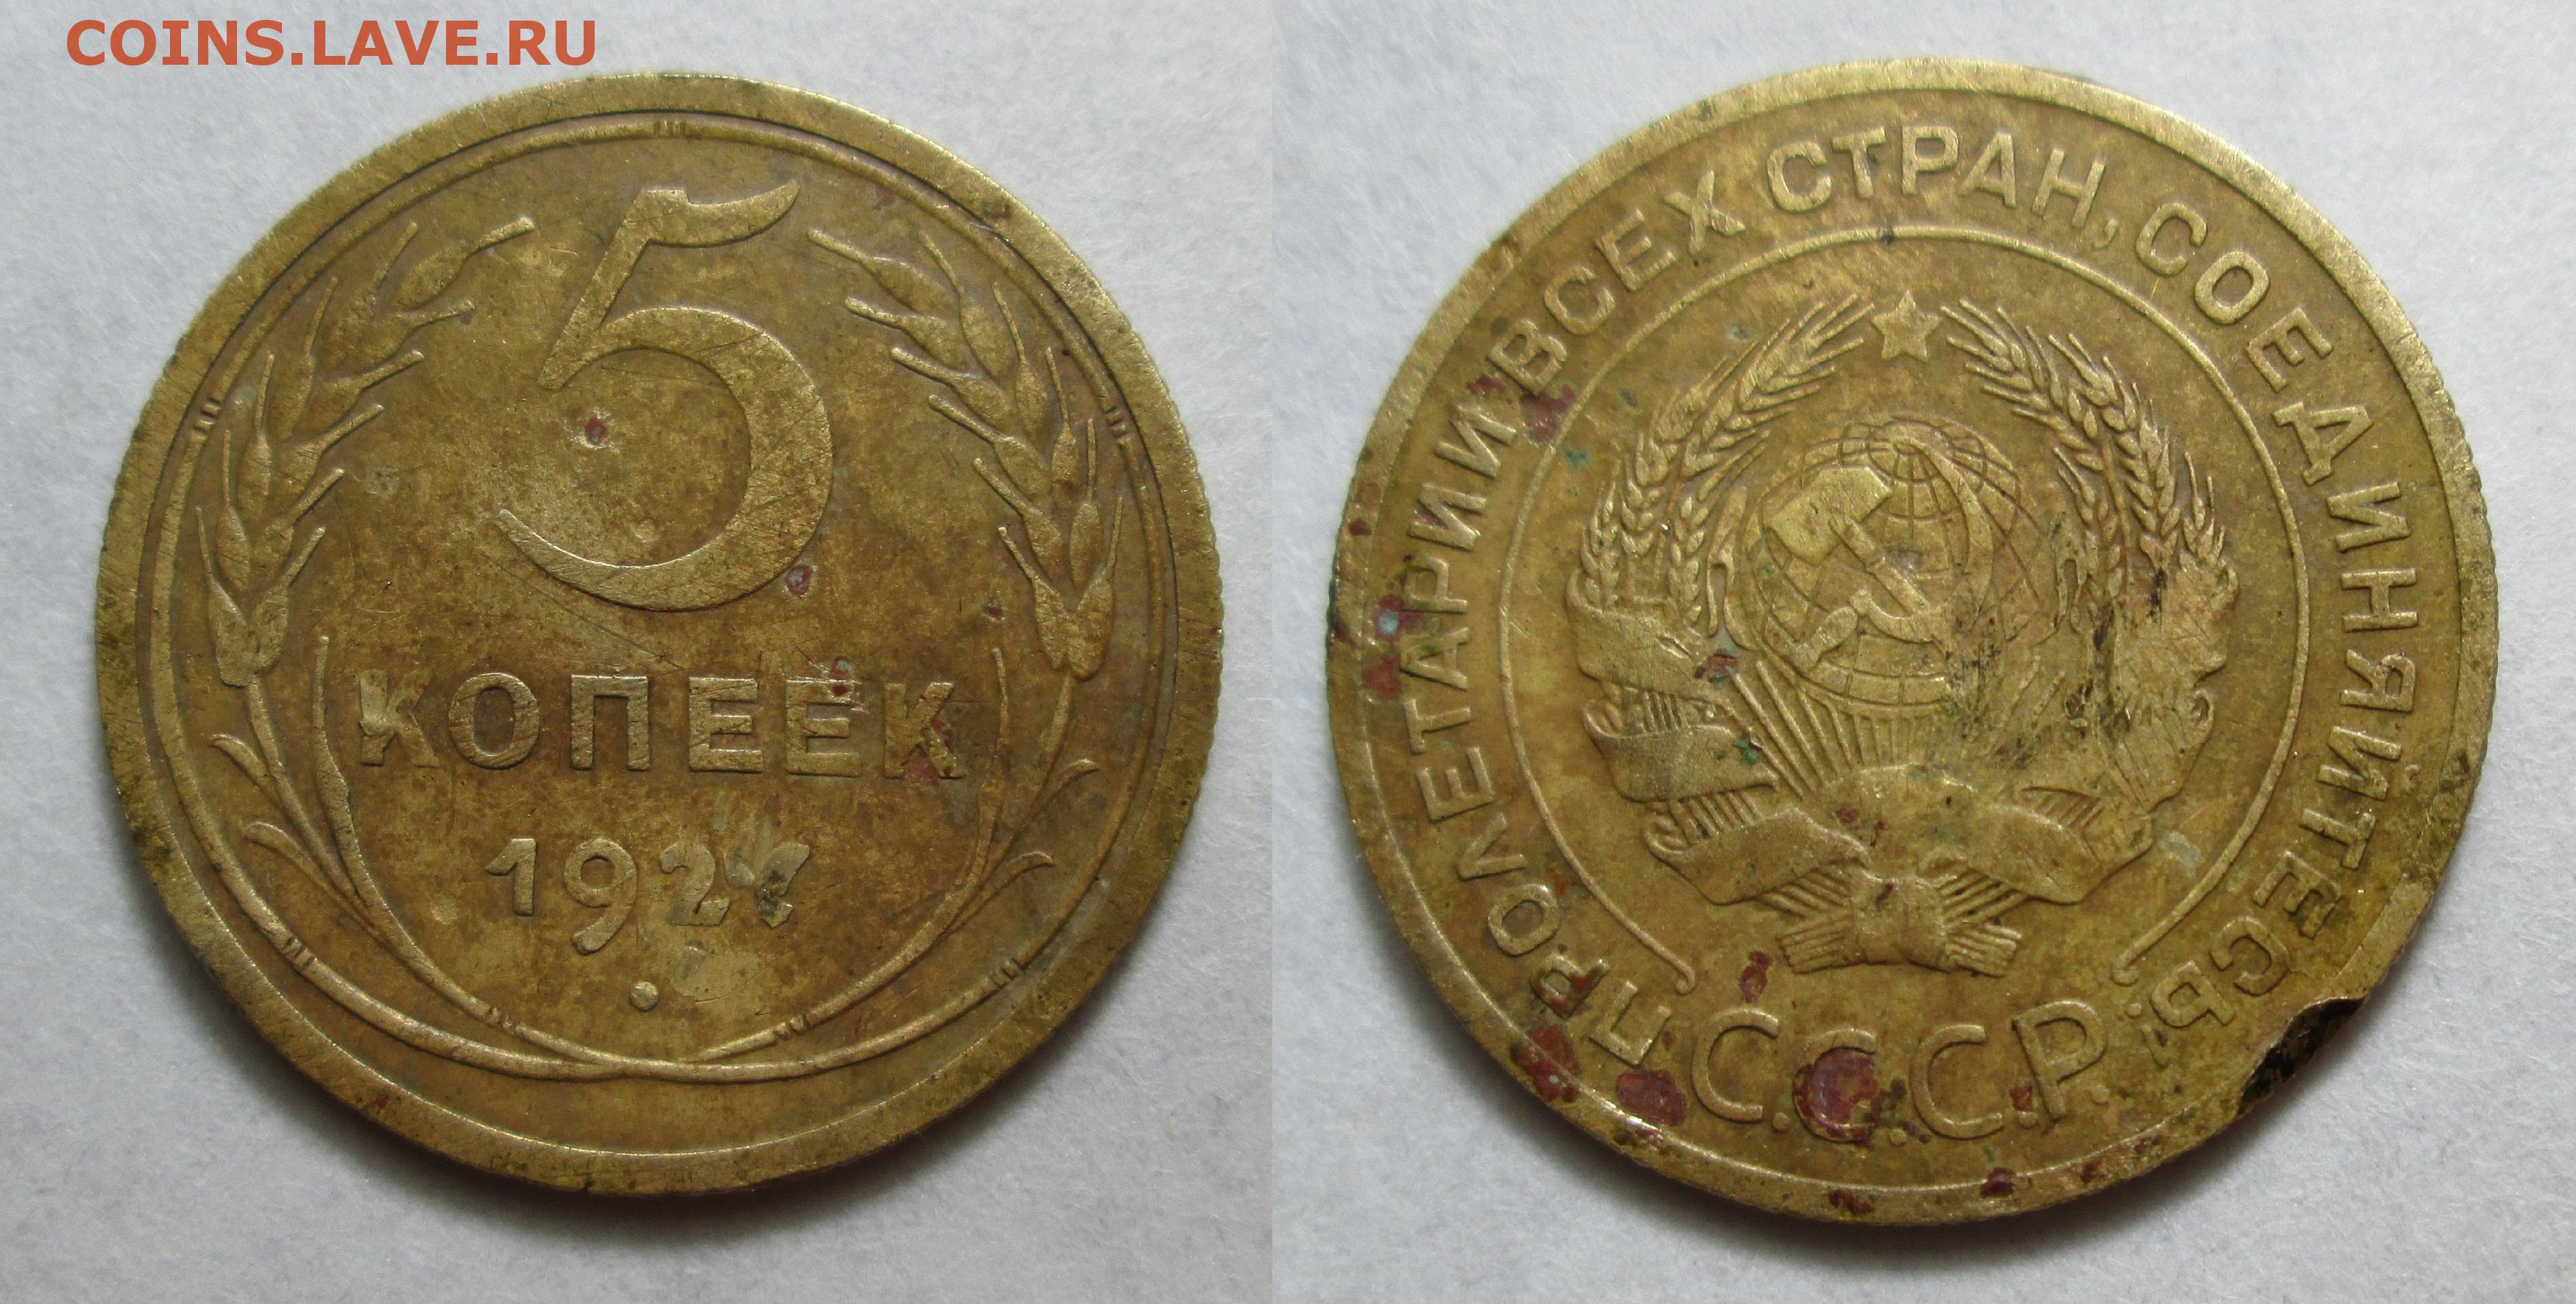 COINS.LAVE.RU
5
КОПЕЕК
ПРОЛЕТАРИИ ВСЕХ СТРАН, СОЕДИНЯЙТЕСЬ!
С.С.С.Р.